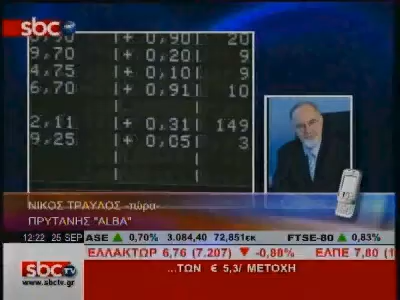 sbc
9,70 |+ 0,20| 9
4,75 |+ 0,10| 9
6,70 |+ 0,91| 10
2,11 |+ 0,31| 149
9,25 |+ 0,05| 3
ΝΙΚΟΣ ΤΡΑΥΛΟΣ -τώρα-
ΠΡΥΤΑΝΗΣ "ALBA"
12:22 25 SEP ASE ▲ 0,70% 3.084,40 72,851εκ FTSE-80 ▲ 0,83%
ΕΛΛΑΚΤΩΡ 6,76 (7.207) ▼ -0,88% ΕΛΠΕ 7,80 (1
sbc TV
www.sbctv.gr
...ΤΩΝ € 5,3/ ΜΕΤΟΧΗ